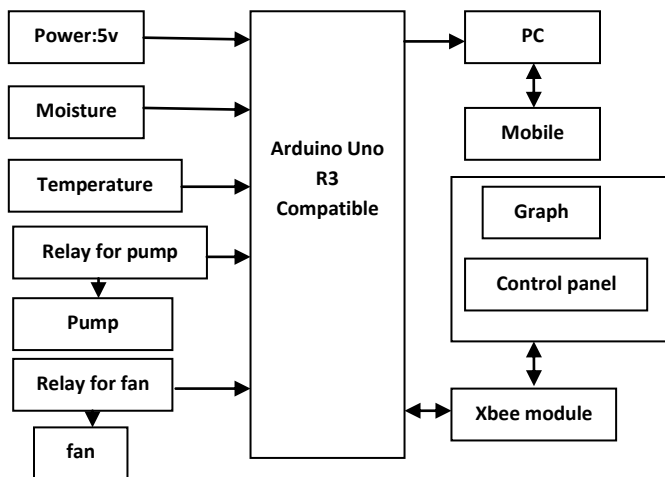 Power:5v
Moisture
Temperature
Relay for pump
Pump
Relay for fan
fan
Arduino Uno
R3
Compatible
PC
Mobile
Graph
Control panel
Xbee module